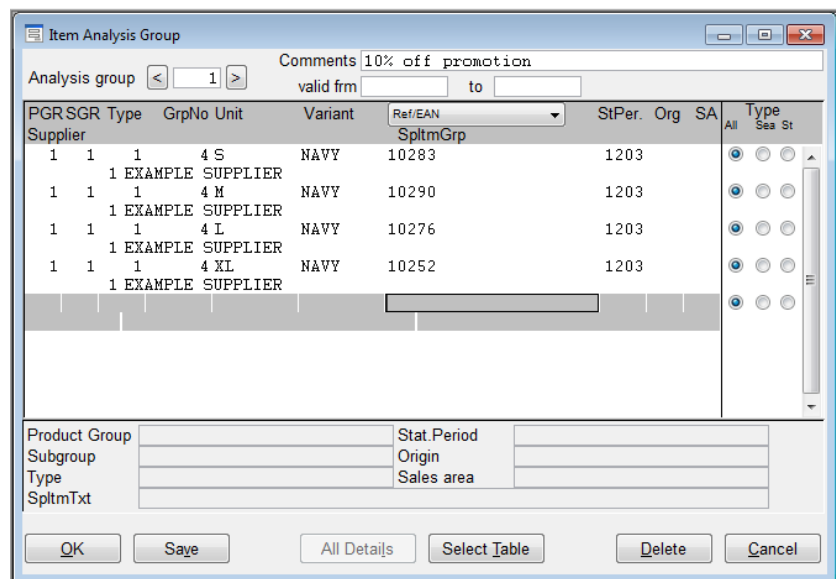 Item Analysis Group
Comments 10% off promotion
Analysis group < 1 >
valid frm to
PGR SGR Type GrpNo Unit Variant Ref/EAN StPer. Org SA Type
Supplier SpltmGrp All Sea St
1 1 1 4 S NAVY 10283 1203
1 EXAMPLE SUPPLIER
1 1 1 4 M NAVY 10290 1203
1 EXAMPLE SUPPLIER
1 1 1 4 L NAVY 10276 1203
1 EXAMPLE SUPPLIER
1 1 1 4 XL NAVY 10252 1203
1 EXAMPLE SUPPLIER
Product Group Stat.Period
Subgroup Origin
Type Sales area
SpltmTxt
OK Save All Details Select Table Delete Cancel